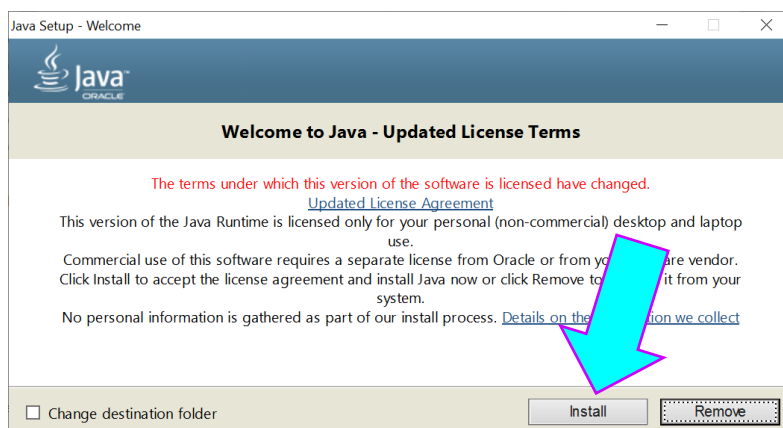 Java Setup - Welcome
Java™
ORACLE
Welcome to Java - Updated License Terms
The terms under which this version of the software is licensed have changed.
Updated License Agreement
This version of the Java Runtime is licensed only for your personal (non-commercial) desktop and laptop
use.
Commercial use of this software requires a separate license from Oracle or from vendor.
Click Install to accept the license agreement and install Java now or click Remove it from your
system.
No personal information is gathered as part of our install process. Details on we collect
Change destination folder
Install
Remove